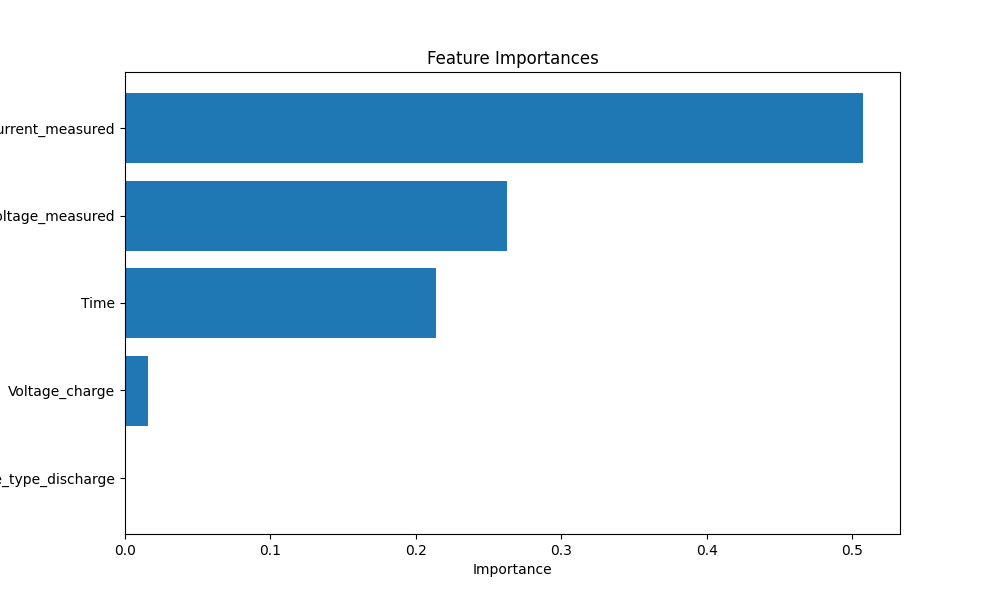 Feature Importances
urrent_measured
oltage_measured
Time
Voltage_charge
e_type_discharge
0.0 0.1 0.2 0.3 0.4 0.5
Importance